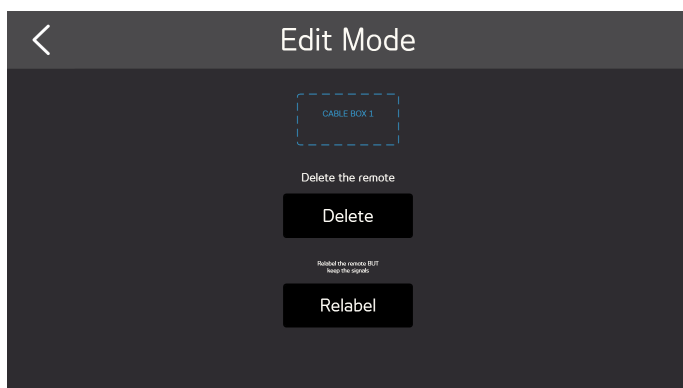 Edit Mode
CABLE BOX 1
Delete the remote
Delete
Relabel the remote BUT
keep the signals
Relabel